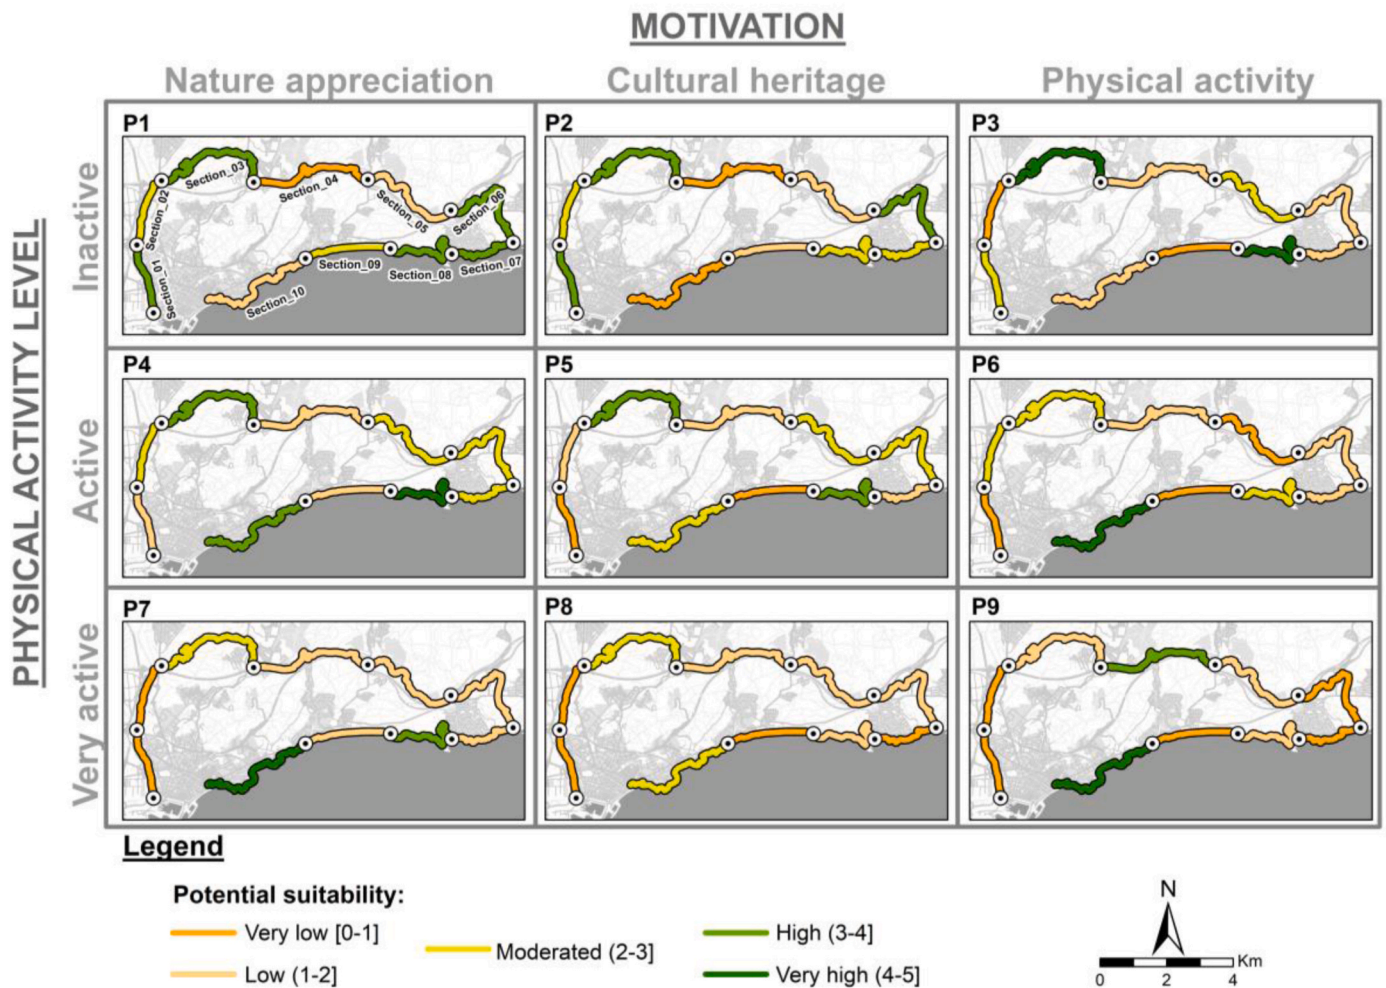 MOTIVATION
Nature appreciation
Cultural heritage
Physical activity
PHYSICAL ACTIVITY LEVEL
Inactive
P1
Section_01
Section_02
Section_03
Section_04
Section_05
Section_06
Section_07
Section_08
Section_09
Section_10
P2
P3
Active
P4
P5
P6
Very active
P7
P8
P9
Legend
Potential suitability:
Very low [0-1]
Low (1-2]
Moderated (2-3]
High (3-4]
Very high (4-5]
N
Km
0 2 4